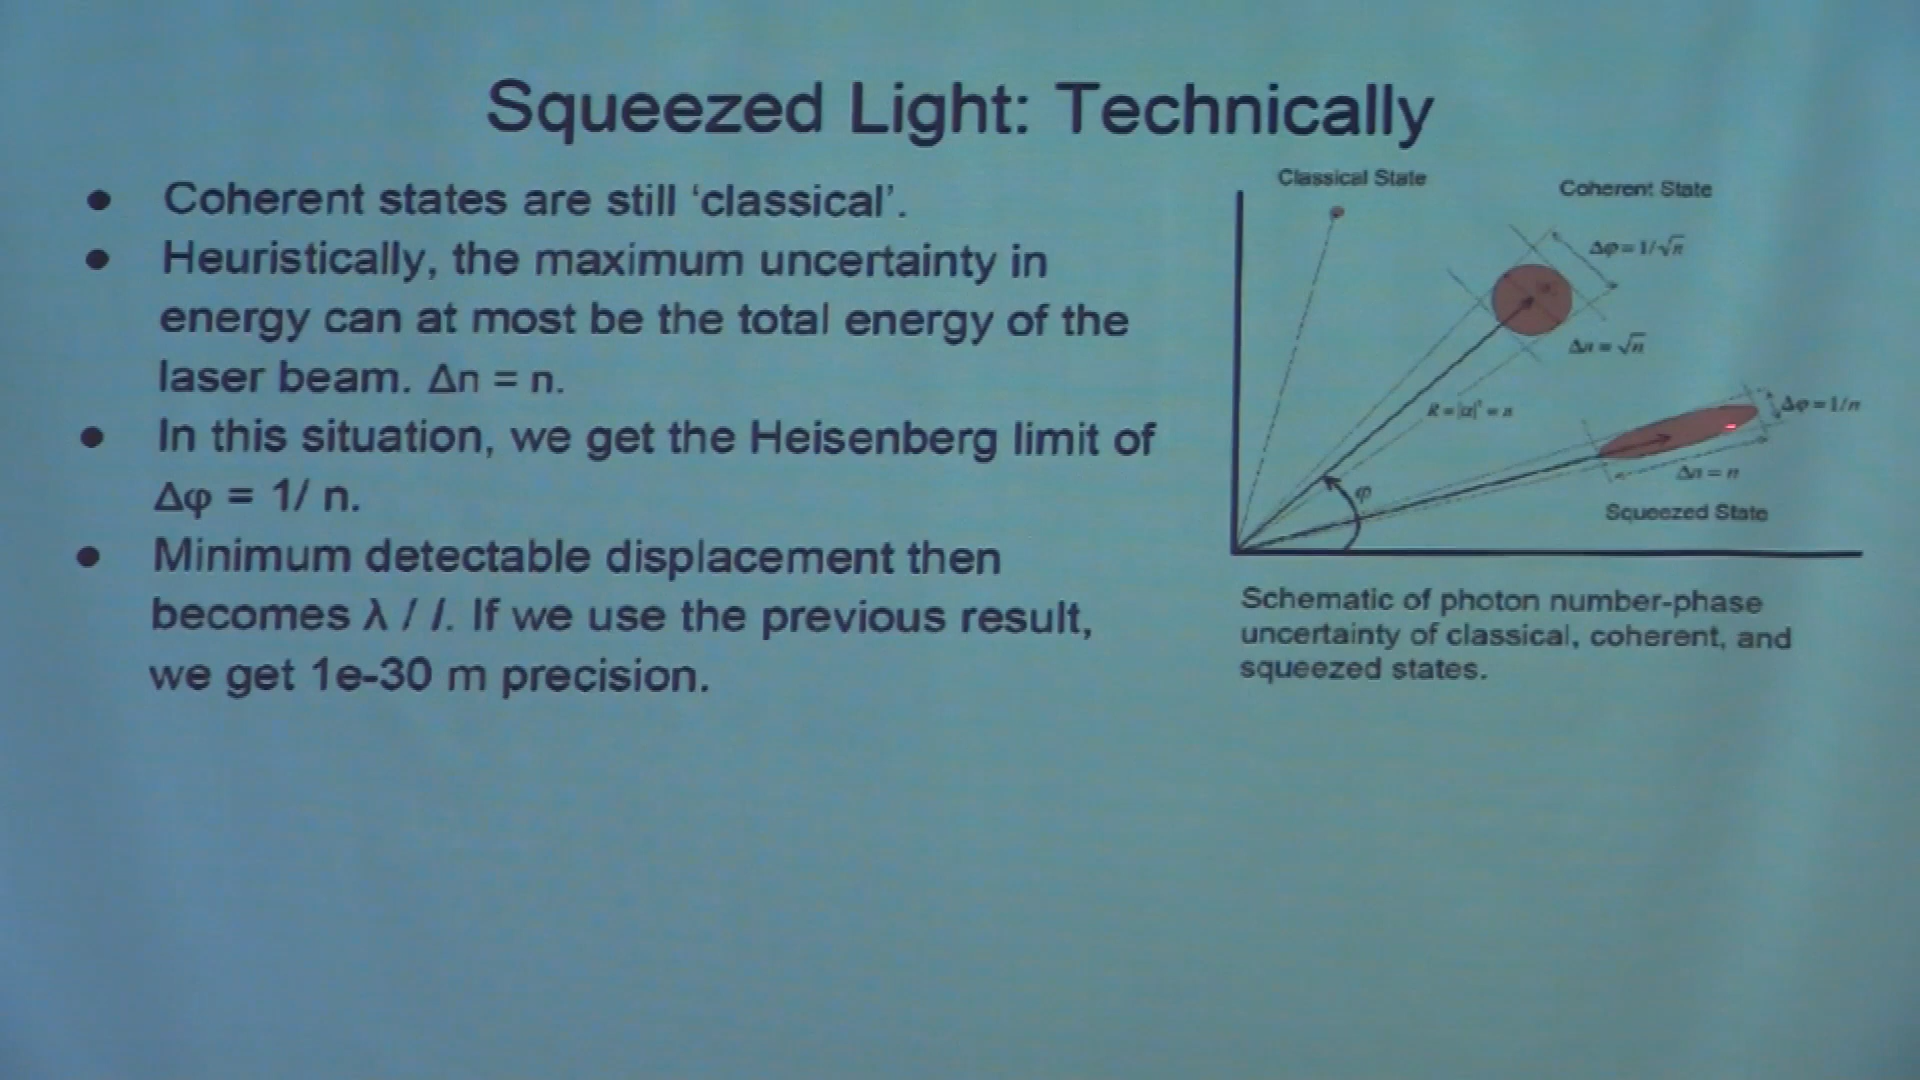 Squeezed Light: Technically
● Coherent states are still ‘classical’.
● Heuristically, the maximum uncertainty in
energy can at most be the total energy of the
laser beam. Δn = n.
● In this situation, we get the Heisenberg limit of
Δφ = 1/ n.
● Minimum detectable displacement then
becomes λ / I. If we use the previous result,
we get 1e-30 m precision.
Classical State
Coherent State
Δφ = 1/√n
Δn = √n
R = |α|² = n
Δφ = 1/n
Δn = n
φ
Squeezed State
Schematic of photon number-phase
uncertainty of classical, coherent, and
squeezed states.